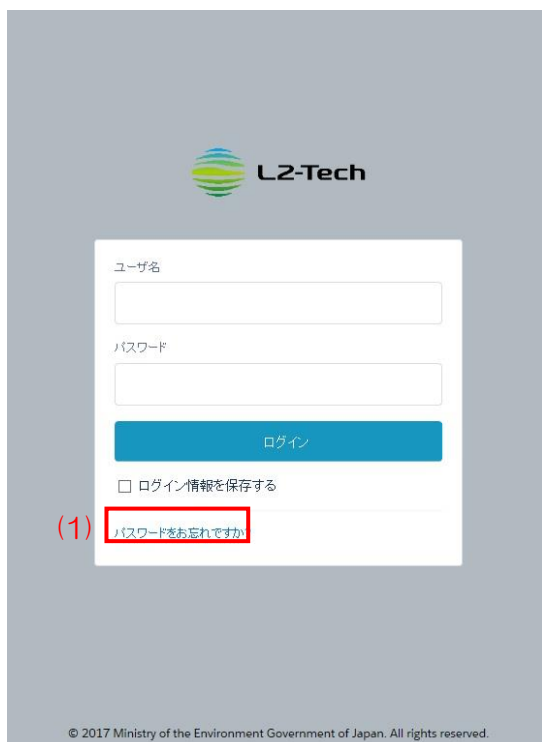 L2-Tech
ユーザ名
パスワード
ログイン
ログイン情報を保存する
(1)
パスワードをお忘れですか
© 2017 Ministry of the Environment Government of Japan. All rights reserved.